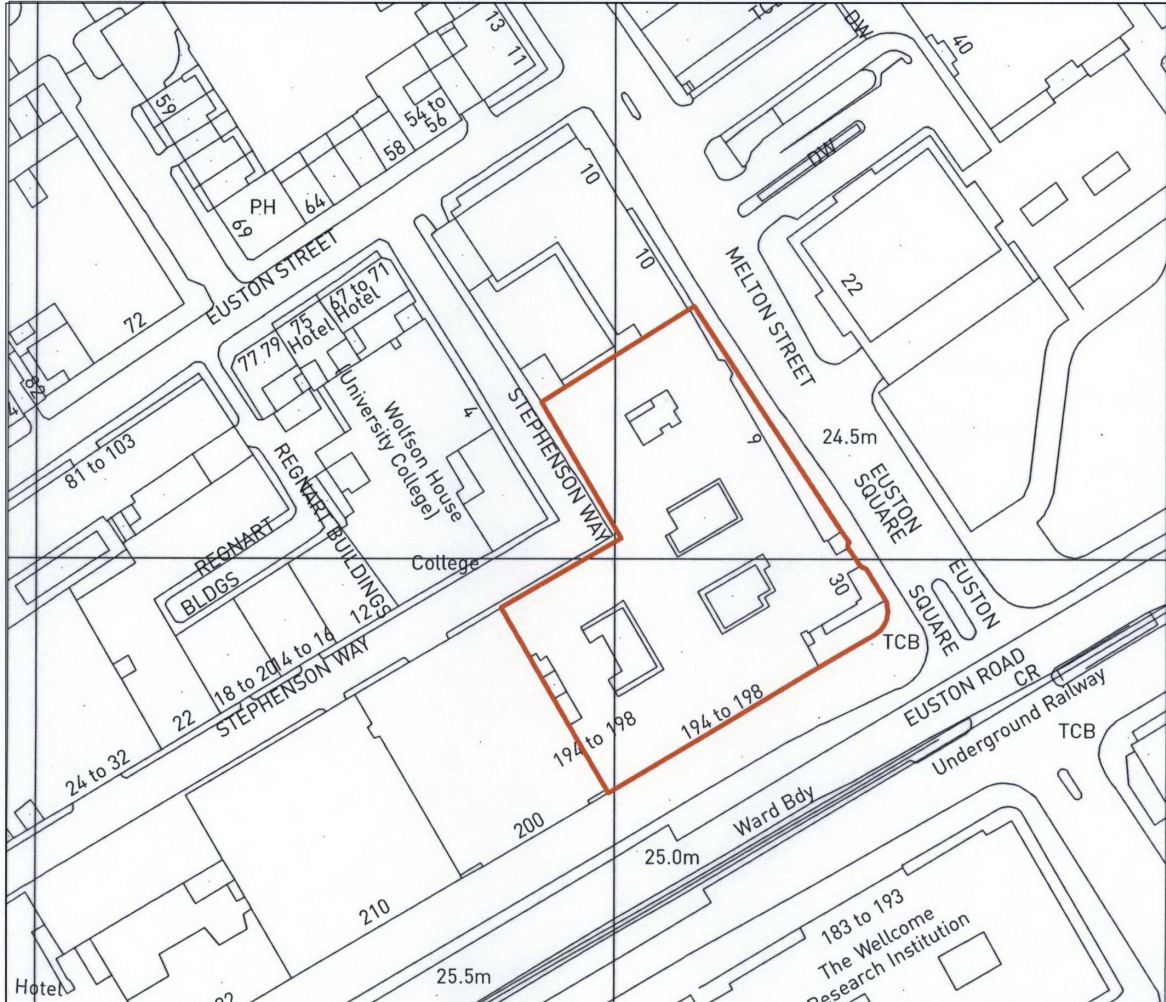 13
11
DW
40
59
54 to
56
58
PH
64
69
10
DW
EUSTON STREET
10
MELTON STREET
22
67 to 71
Hotel
75
Hotel
77 79
72
82
4
4
Wolfson House
(University College)
STEPHENSON WAY
9
24.5m
EUSTON
SQUARE
81 to 103
REGNART BUILDINGS
REGNART
BLDGS
College
EUSTON
SQUARE
30
TCB
12
14 to 16
18 to 20
22
STEPHENSON WAY
24 to 32
194 to 198
194 to 198
EUSTON ROAD
CR
Underground Railway
TCB
Ward Bdy
200
25.0m
210
183 to 193
The Wellcome
Research Institution
25.5m
Hotel